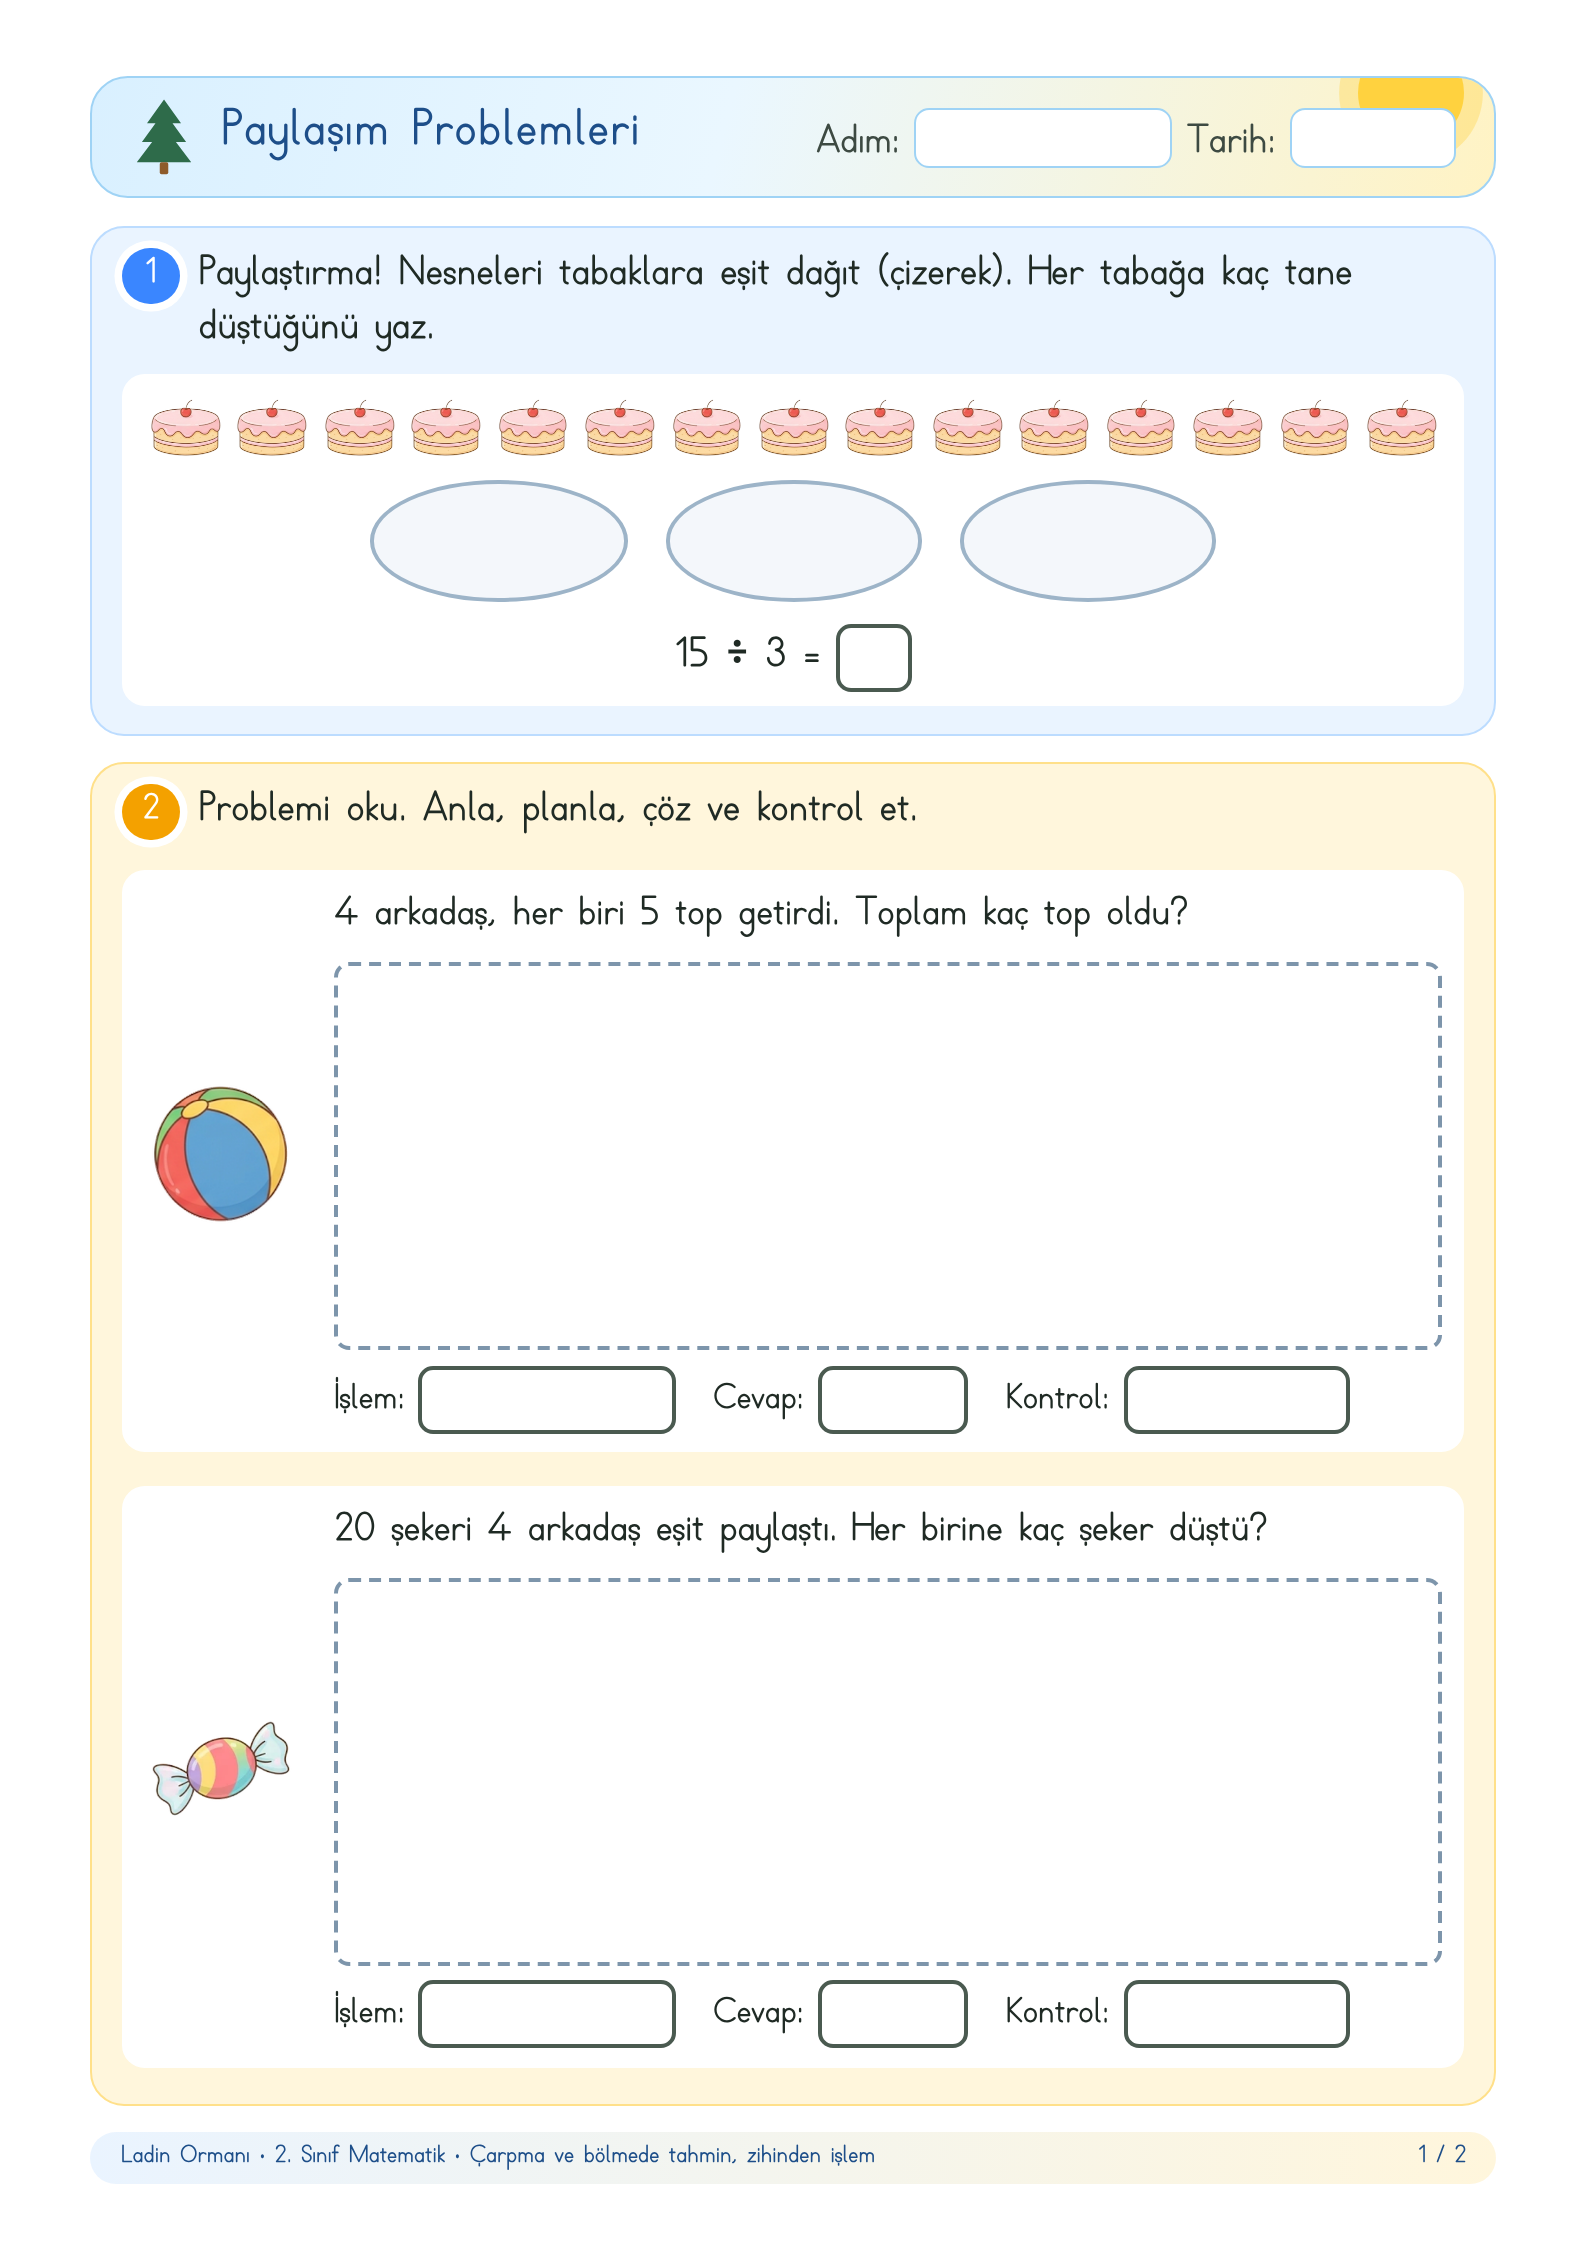 Paylaşım Problemleri
Adım:
Tarih:
1
Paylaştırma! Nesneleri tabaklara eşit dağıt (çizerek). Her tabağa kaç tane
düştüğünü yaz.
15 ÷ 3 =
2
Problemi oku. Anla, planla, çöz ve kontrol et.
4 arkadaş, her biri 5 top getirdi. Toplam kaç top oldu?
İşlem:
Cevap:
Kontrol:
20 şekeri 4 arkadaş eşit paylaştı. Her birine kaç şeker düştü?
İşlem:
Cevap:
Kontrol:
Ladin Ormanı • 2. Sınıf Matematik • Çarpma ve bölmede tahmin, zihinden işlem
1 / 2